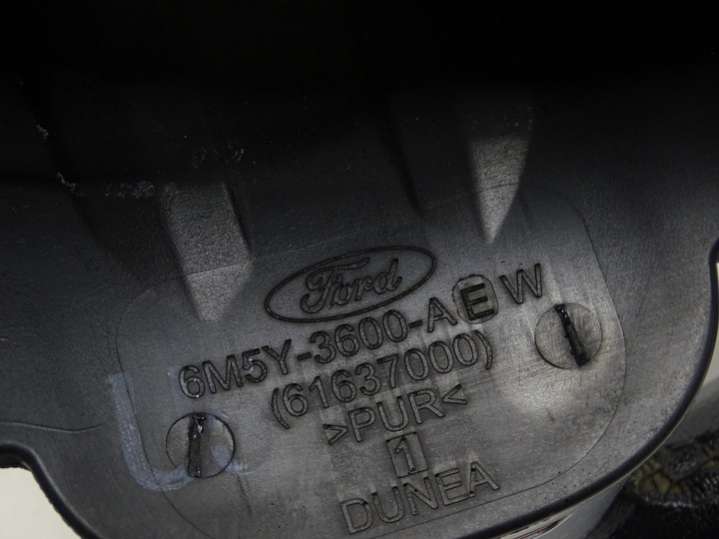 Ford
6M5Y-3600-AEW
(61637000)
>PUR<
1
DUNEA